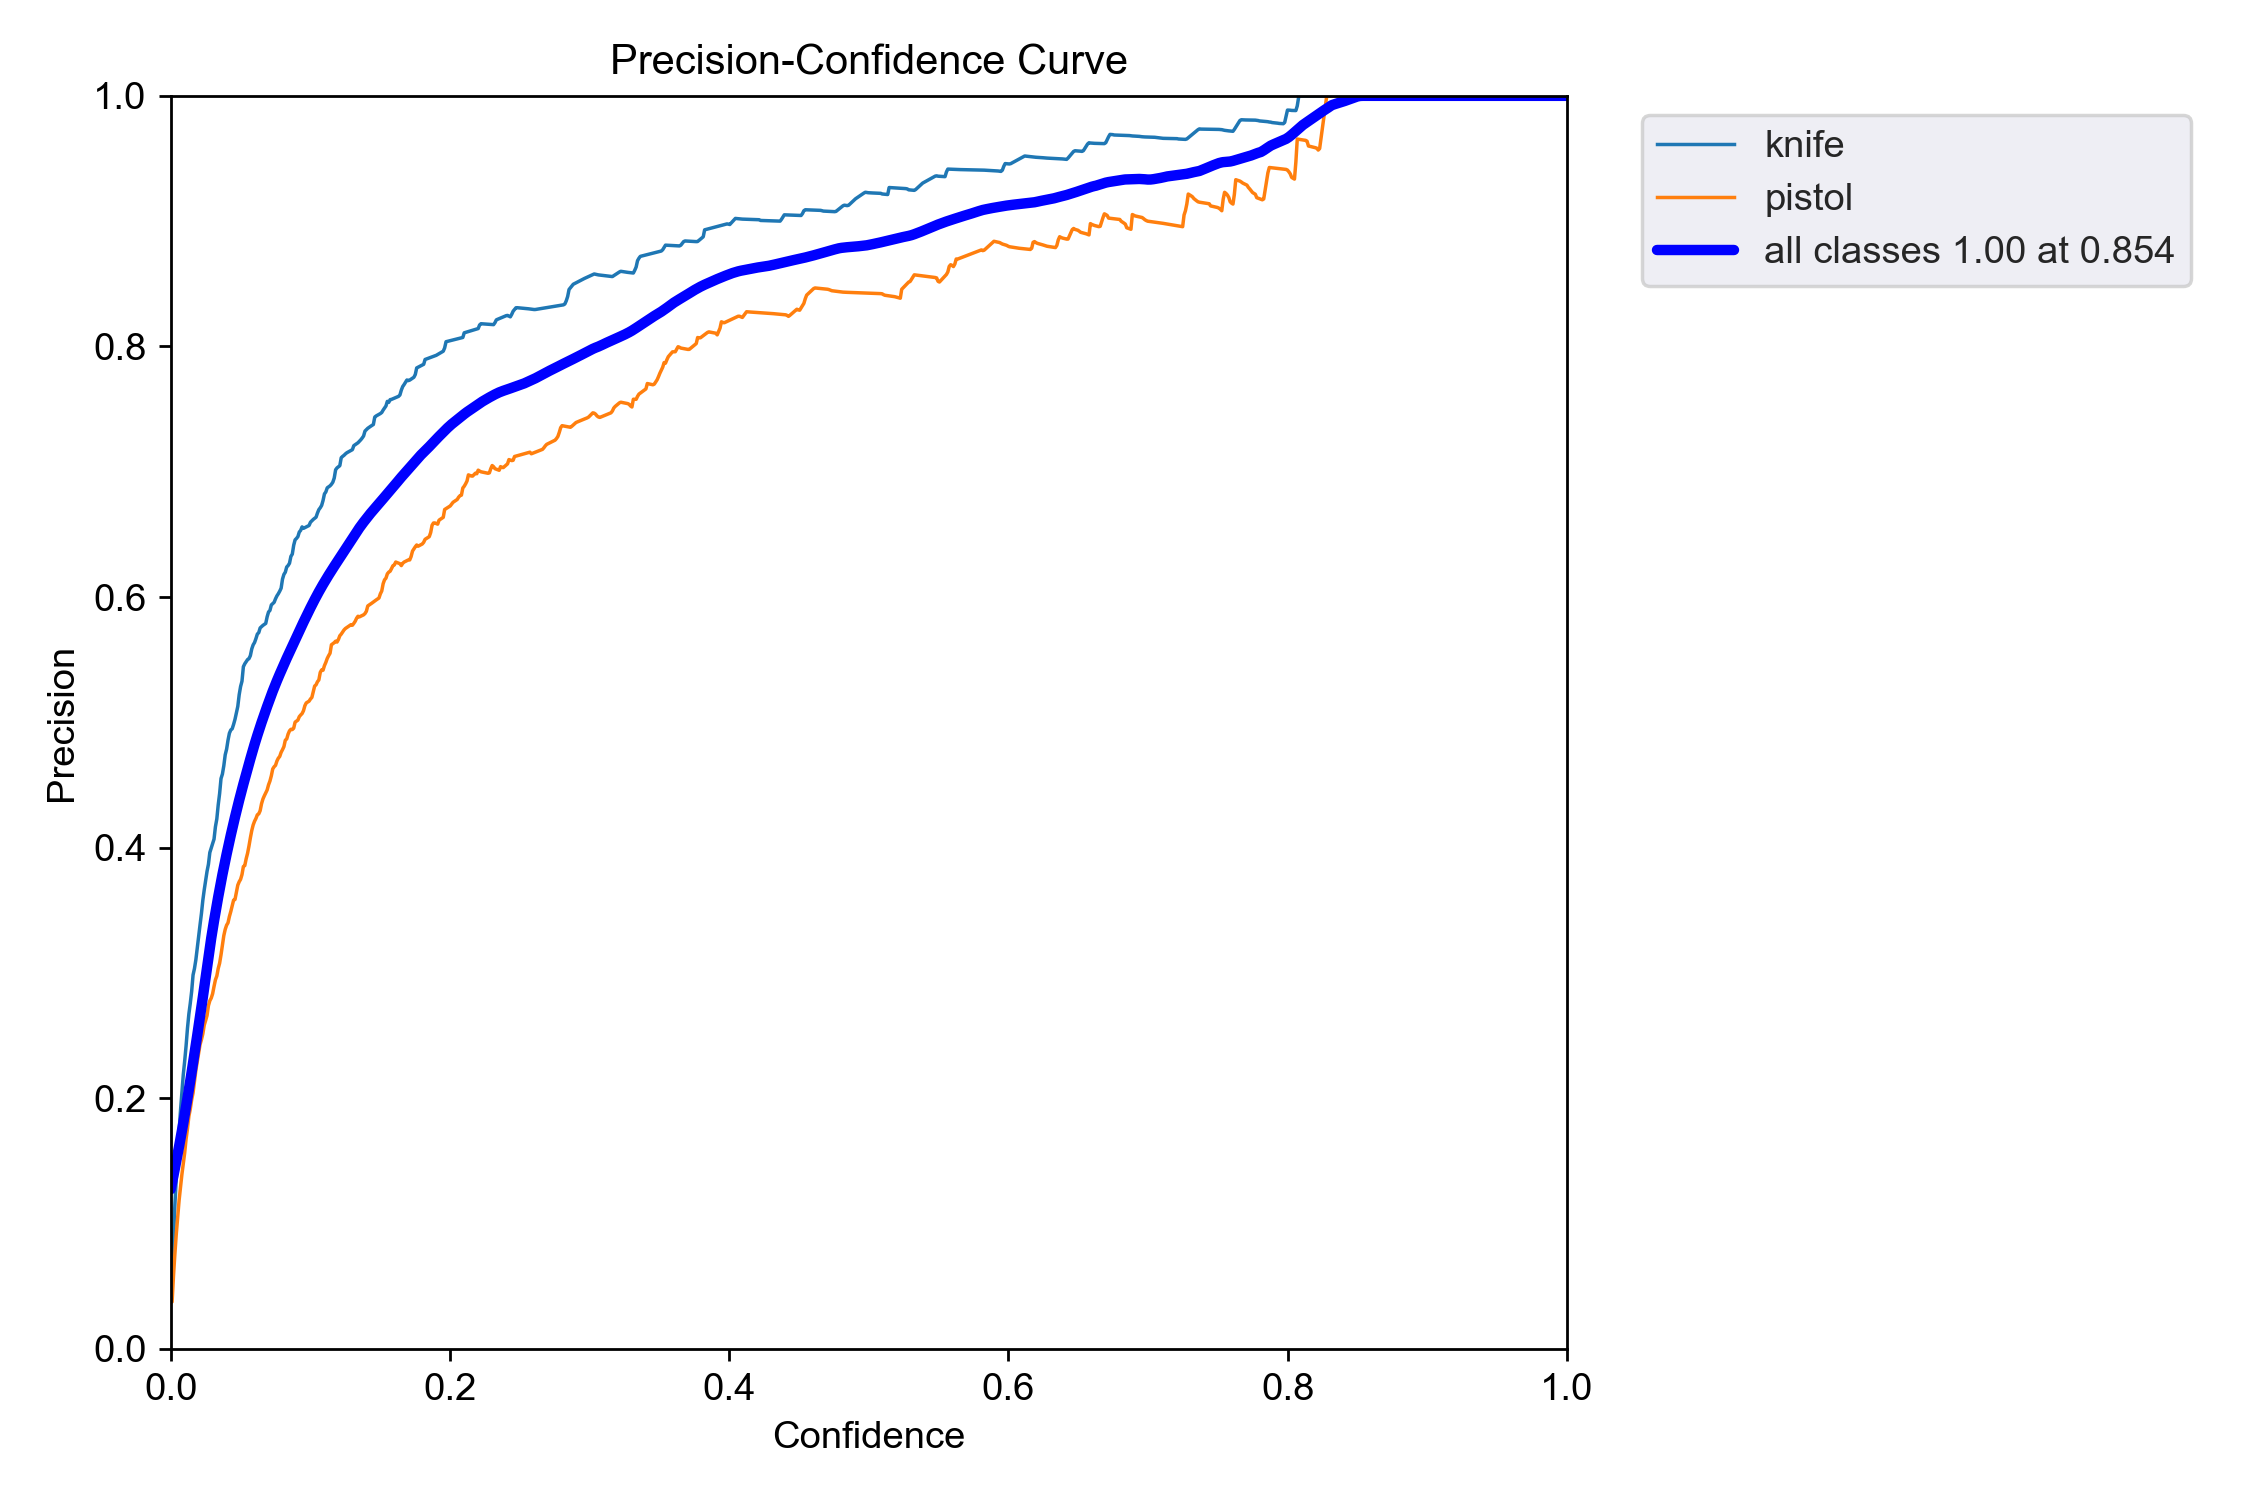 Precision-Confidence Curve
1.0
0.8
0.6
0.4
0.2
0.0
Precision
0.0 0.2 0.4 0.6 0.8 1.0
Confidence
knife
pistol
all classes 1.00 at 0.854